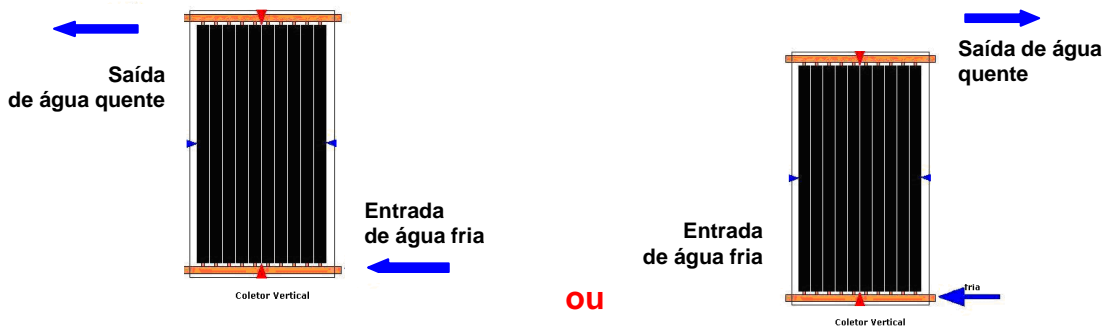 Saída
de água quente
Entrada
de água fria
Coletor Vertical
ou
Saída de água
quente
Entrada
de água fria
fria
Coletor Vertical